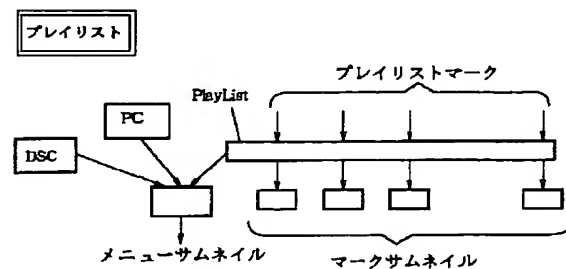 プレイリスト
プレイリストマーク
PlayList
PC
DSC
メニューサムネイル
マークサムネイル